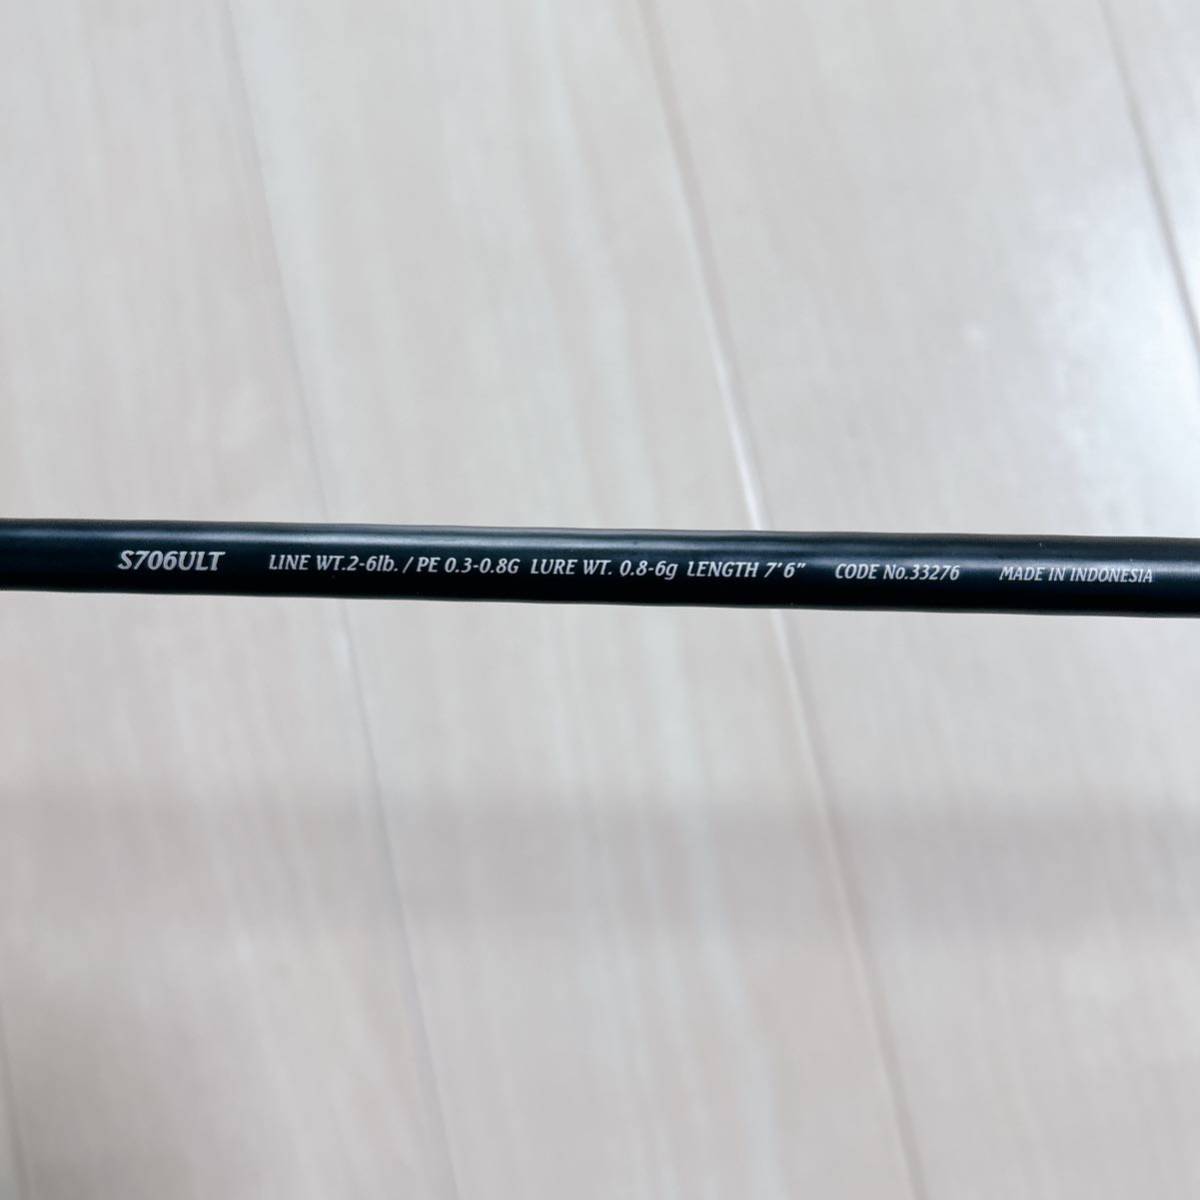 S706ULT LINE WT.2-6lb. / PE 0.3-0.8G LURE WT. 0.8-6g LENGTH 7'6" CODE No.33276 MADE IN INDONESIA